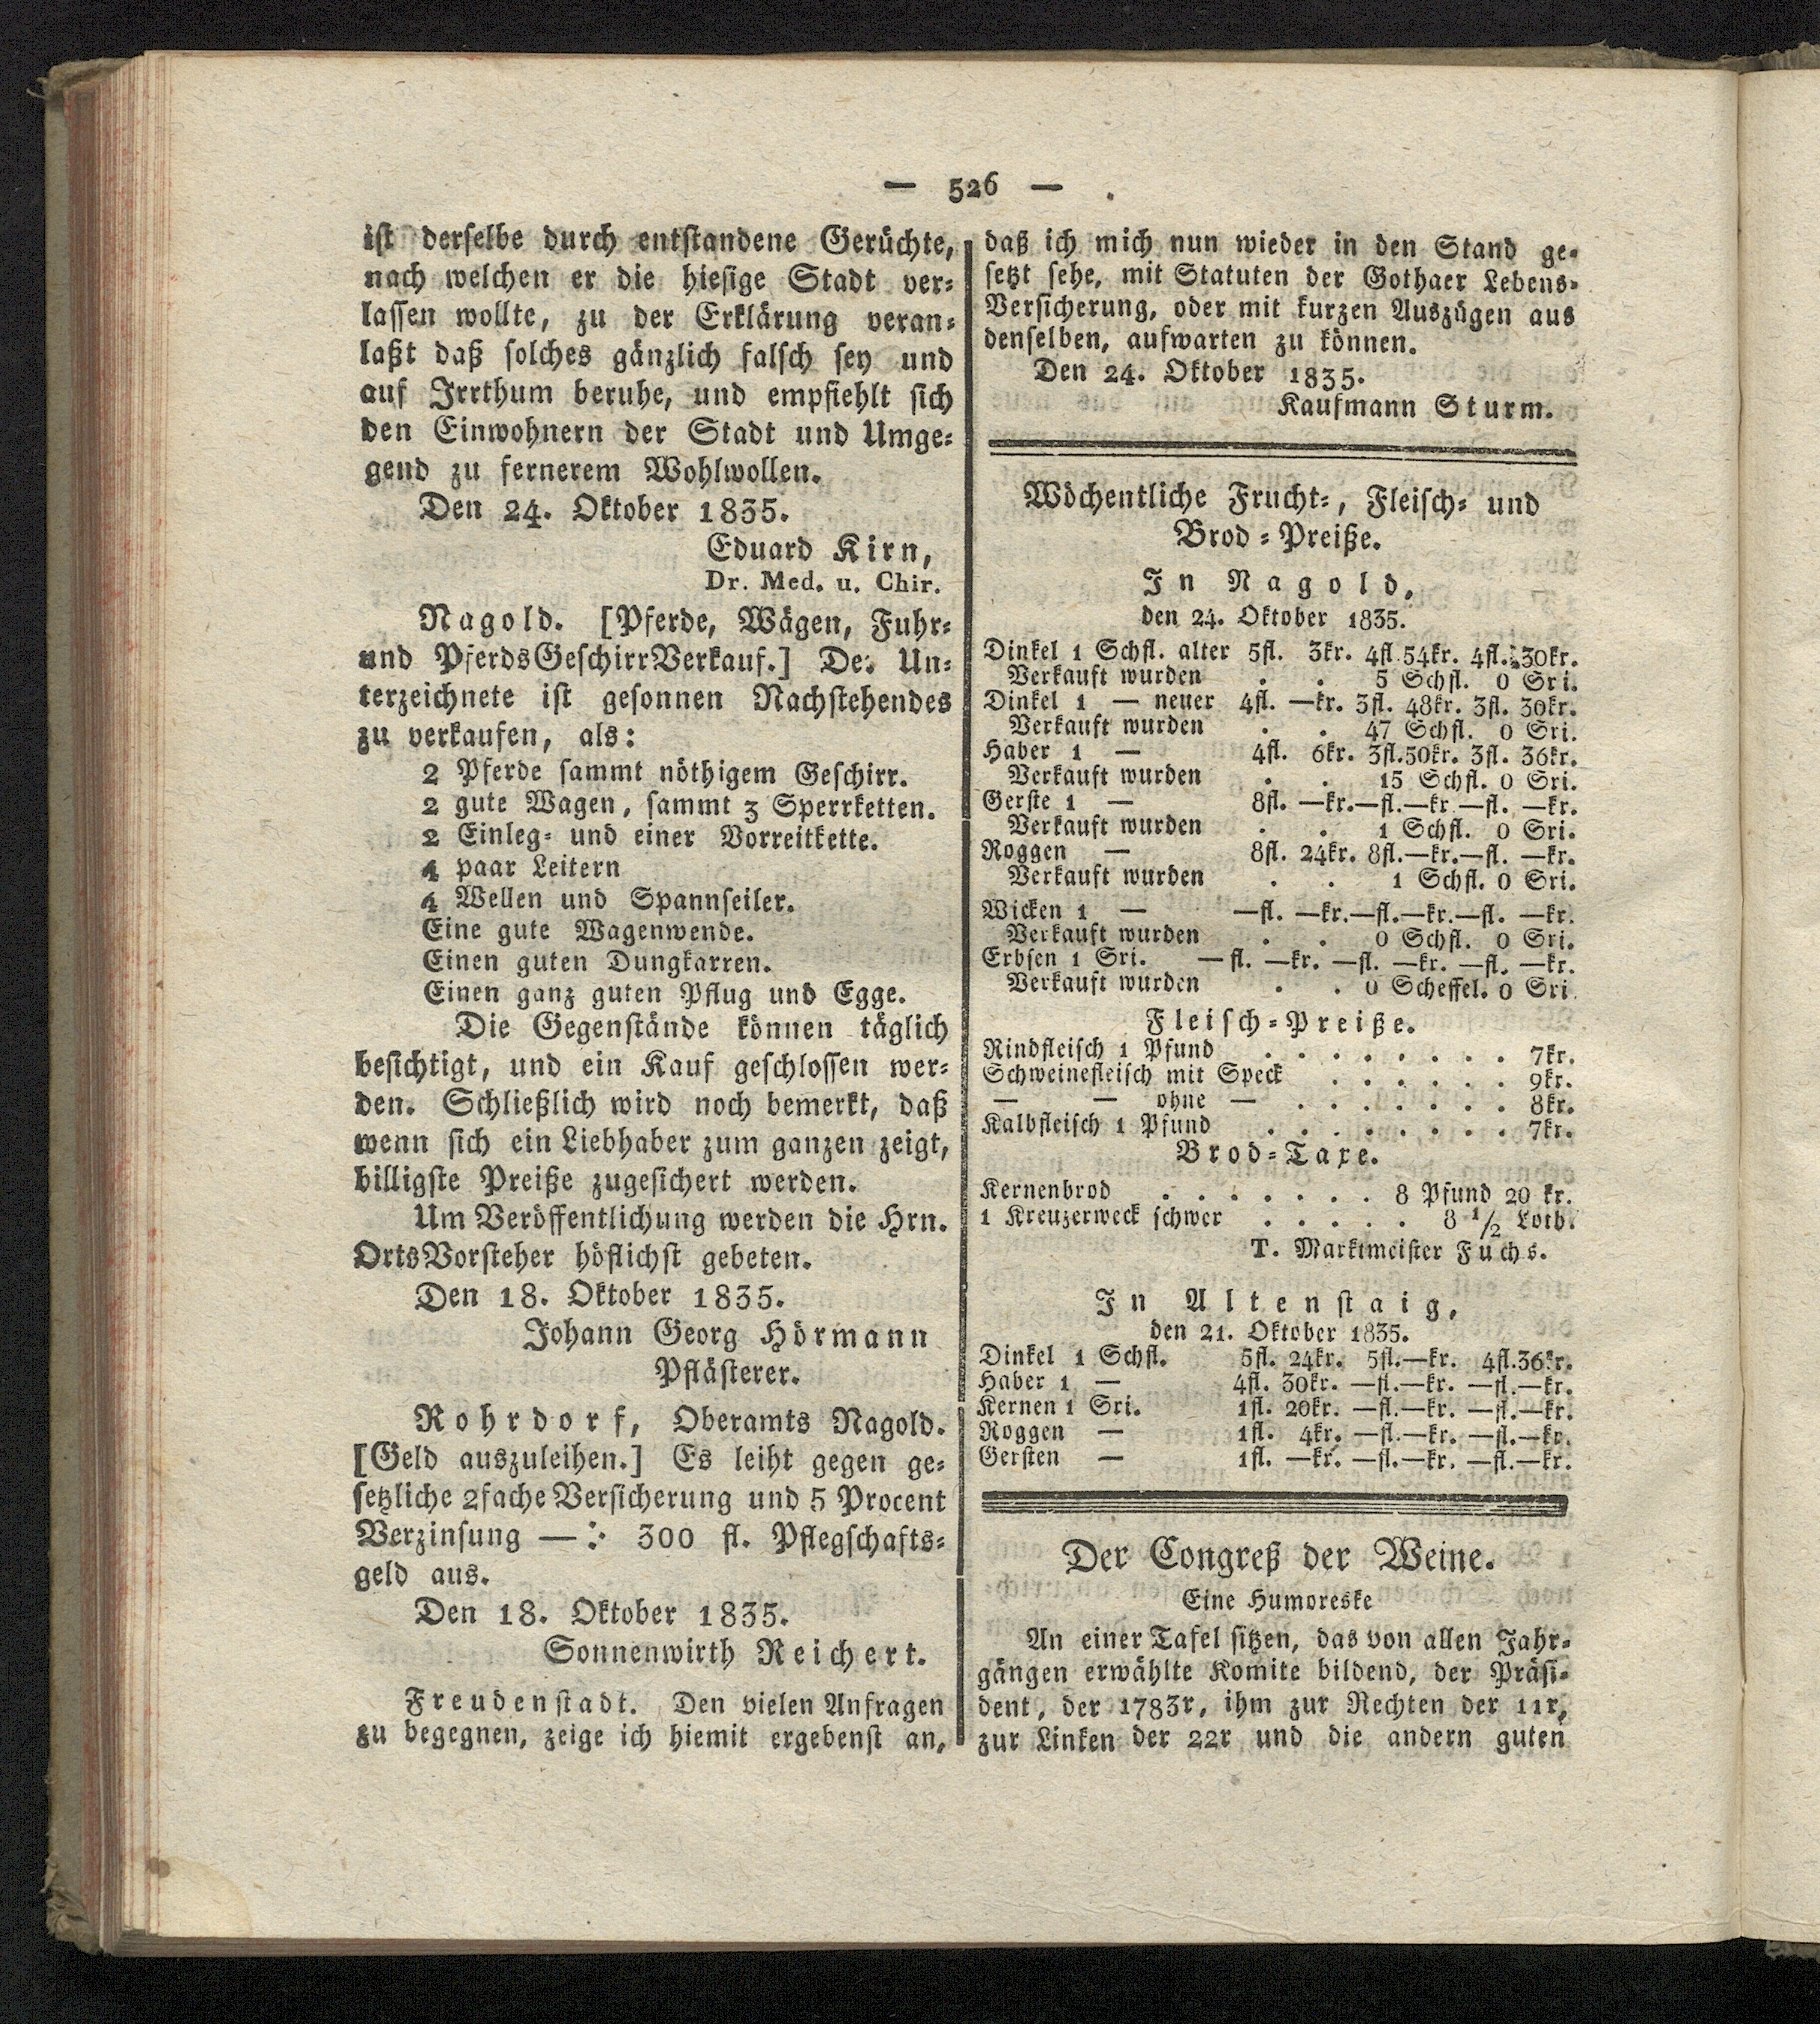 — 526 —
ist derselbe durch entstandene Gerüchte,
nach welchen er die hiesige Stadt ver-
lassen wollte, zu der Erklärung veran-
laßt daß solches gänzlich falsch sey und
auf Irrthum beruhe, und empfiehlt sich
den Einwohnern der Stadt und Umge-
gend zu fernerem Wohlwollen.
Den 24. Oktober 1835.
Eduard Kirn,
Dr. Med. u. Chir.
Nagold. [Pferde, Wägen, Fuhr-
und PferdsGeschirrVerkauf.] Der Un-
terzeichnete ist gesonnen Nachstehendes
zu verkaufen, als:
2 Pferde sammt nöthigem Geschirr.
2 gute Wagen, sammt 3 Sperrketten.
2 Einleg- und einer Vorreitkette.
4 paar Leitern
4 Wellen und Spannseiler.
Eine gute Wagenwende.
Einen guten Dungkarren.
Einen ganz guten Pflug und Egge.
Die Gegenstände können täglich
besichtigt, und ein Kauf geschlossen wer-
den. Schließlich wird noch bemerkt, daß
wenn sich ein Liebhaber zum ganzen zeigt,
billigste Preiße zugesichert werden.
Um Veröffentlichung werden die Hrn.
OrtsVorsteher höflichst gebeten.
Den 18. Oktober 1835.
Johann Georg Hörmann
Pflästerer.
Rohrdorf, Oberamts Nagold.
[Geld auszuleihen.] Es leiht gegen ge-
setzliche 2fache Versicherung und 5 Procent
Verzinsung — 300 fl. Pflegschafts-
geld aus.
Den 18. Oktober 1835.
Sonnenwirth Reichert.
Freudenstadt. Den vielen Anfragen
zu begegnen, zeige ich hiemit ergebenst an,
daß ich mich nun wieder in den Stand ge-
setzt sehe, mit Statuten der Gothaer Lebens-
Versicherung, oder mit kurzen Auszügen aus
denselben, aufwarten zu können.
Den 24. Oktober 1835.
Kaufmann Sturm.
Wöchentliche Frucht-, Fleisch- und
Brod-Preiße.
In Nagold,
den 24. Oktober 1835.
Dinkel 1 Schfl. alter 5fl. 3kr. 4fl 54kr. 4fl. 30kr.
Verkauft wurden . . 5 Schfl. 0 Sri.
Dinkel 1 — neuer 4fl. —kr. 3fl. 48kr. 3fl. 30kr.
Verkauft wurden . . 47 Schfl. 0 Sri.
Haber 1 — 4fl. 6kr. 3fl.50kr. 3fl. 36kr.
Verkauft wurden . . 15 Schfl. 0 Sri.
Gerste 1 — 8fl. —kr.—fl.—kr.—fl. —kr.
Verkauft wurden . . 1 Schfl. 0 Sri.
Roggen — 8fl. 24kr. 8fl.—kr.—fl. —kr.
Verkauft wurden . . 1 Schfl. 0 Sri.
Wicken 1 — —fl. —kr.—fl.—kr.—fl. —kr.
Verkauft wurden . . 0 Schfl. 0 Sri.
Erbsen 1 Sri. —fl. —kr. —fl. —kr. —fl. —kr.
Verkauft wurden . . 0 Scheffel. 0 Sri
Fleisch-Preiße.
Rindfleisch 1 Pfund . . . . . . . . 7kr.
Schweinefleisch mit Speck . . . . . . 9kr.
— — ohne — . . . . . . . 8kr.
Kalbfleisch 1 Pfund . . . . . . . . 7kr.
Brod-Taxe.
Kernenbrod . . . . . . . 8 Pfund 20 kr.
1 Kreuzerweck schwer . . . . . 8 1/2 Loth.
T. Marktmeister Fuchs.
In Altenstaig,
den 21. Oktober 1835.
Dinkel 1 Schfl. 5fl. 24kr. 5fl.—kr. 4fl.36kr.
Haber 1 — 4fl. 30kr. —fl.—kr. —fl.—kr.
Kernen 1 Sri. 1fl. 20kr. —fl.—kr. —fl.—kr.
Roggen — 1fl. 4kr. —fl.—kr. —fl.—kr.
Gersten — 1fl. —kr. —fl.—kr. —fl.—kr.
Der Congreß der Weine.
Eine Humoreske
An einer Tafel sitzen, das von allen Jahr-
gängen erwählte Komite bildend, der Präsi-
dent, der 1783r, ihm zur Rechten der 11r,
zur Linken der 22r und die andern guten